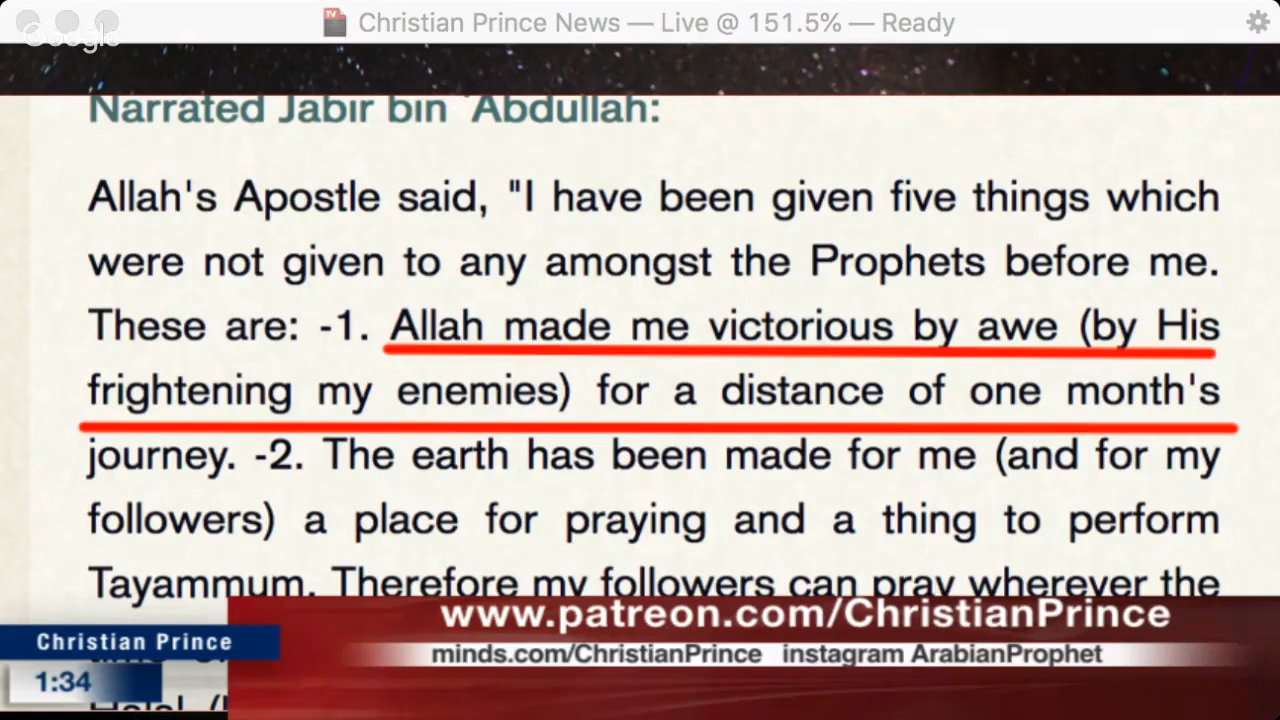 Christian Prince News — Live @ 151.5% — Ready
Google
Narrated Jabir bin 'Abdullah:
Allah's Apostle said, "I have been given five things which
were not given to any amongst the Prophets before me.
These are: -1. Allah made me victorious by awe (by His
frightening my enemies) for a distance of one month's
journey. -2. The earth has been made for me (and for my
followers) a place for praying and a thing to perform
Tayammum. Therefore my followers can pray wherever the
www.patreon.com/ChristianPrince
Christian Prince
minds.com/ChristianPrince instagram ArabianProphet
1:34